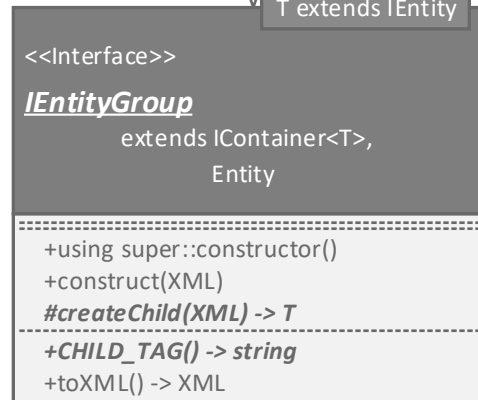 T extends IEntity
<<Interface>>
IEntityGroup
extends IContainer<T>,
Entity
+using super::constructor()
+construct(XML)
#createChild(XML) -> T
+CHILD_TAG() -> string
+toXML() -> XML